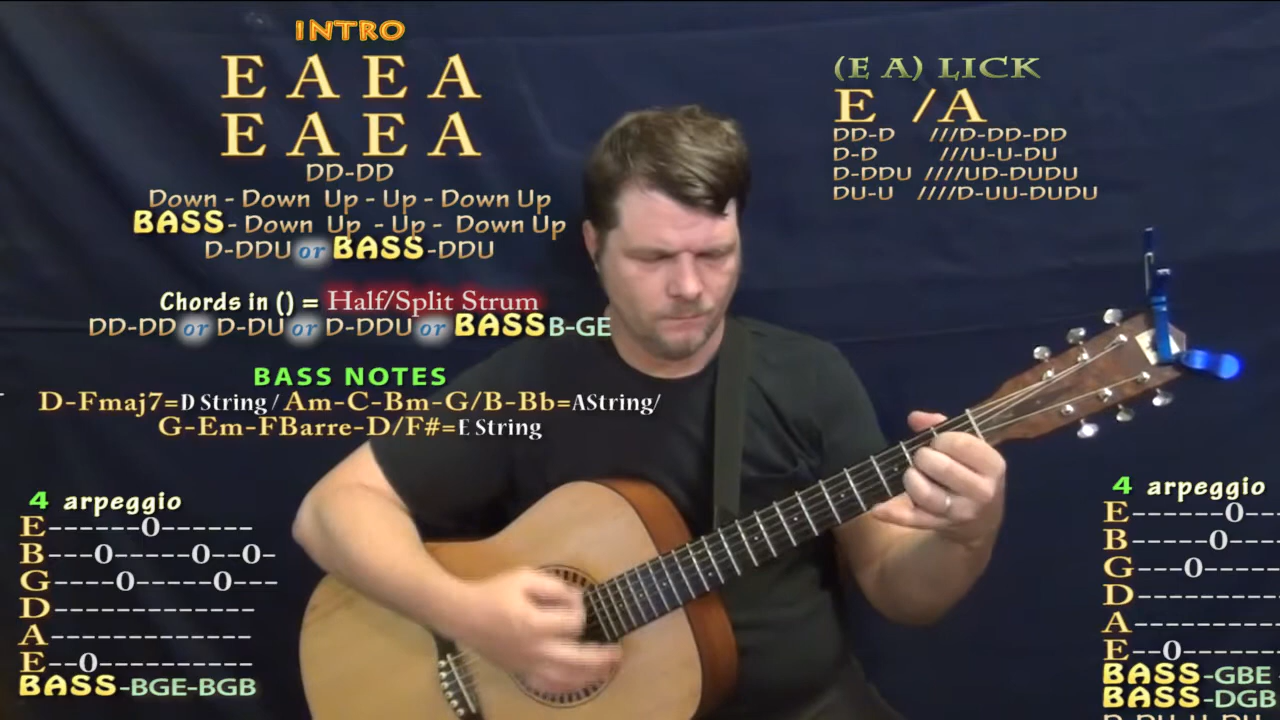 INTRO
E A E A
E A E A
DD-DD
Down - Down Up - Up - Down Up
BASS - Down Up - Up - Down Up
D-DDU or BASS-DDU
Chords in () = Half/Split Strum
DD-DD or D-DU or D-DDU or BASS B-GE
BASS NOTES
D-Fmaj7=D String / Am-C-Bm-G/B-Bb=AString/
G-Em-FBarre-D/F#=E String
4 arpeggio
E------0------
B---0-----0--0-
G----0-----0---
D-------------
A-------------
E--0----------
BASS-BGE-BGB
(E A) LICK
E /A
DD-D ///D-DD-DD
D-D ///U-U-DU
D-DDU ////UD-DUDU
DU-U ////D-UU-DUDU
4 arpeggio
E------0--
B-----0---
G---0-----
D---------
A---------
E--0------
BASS-GBE
BASS-DGB